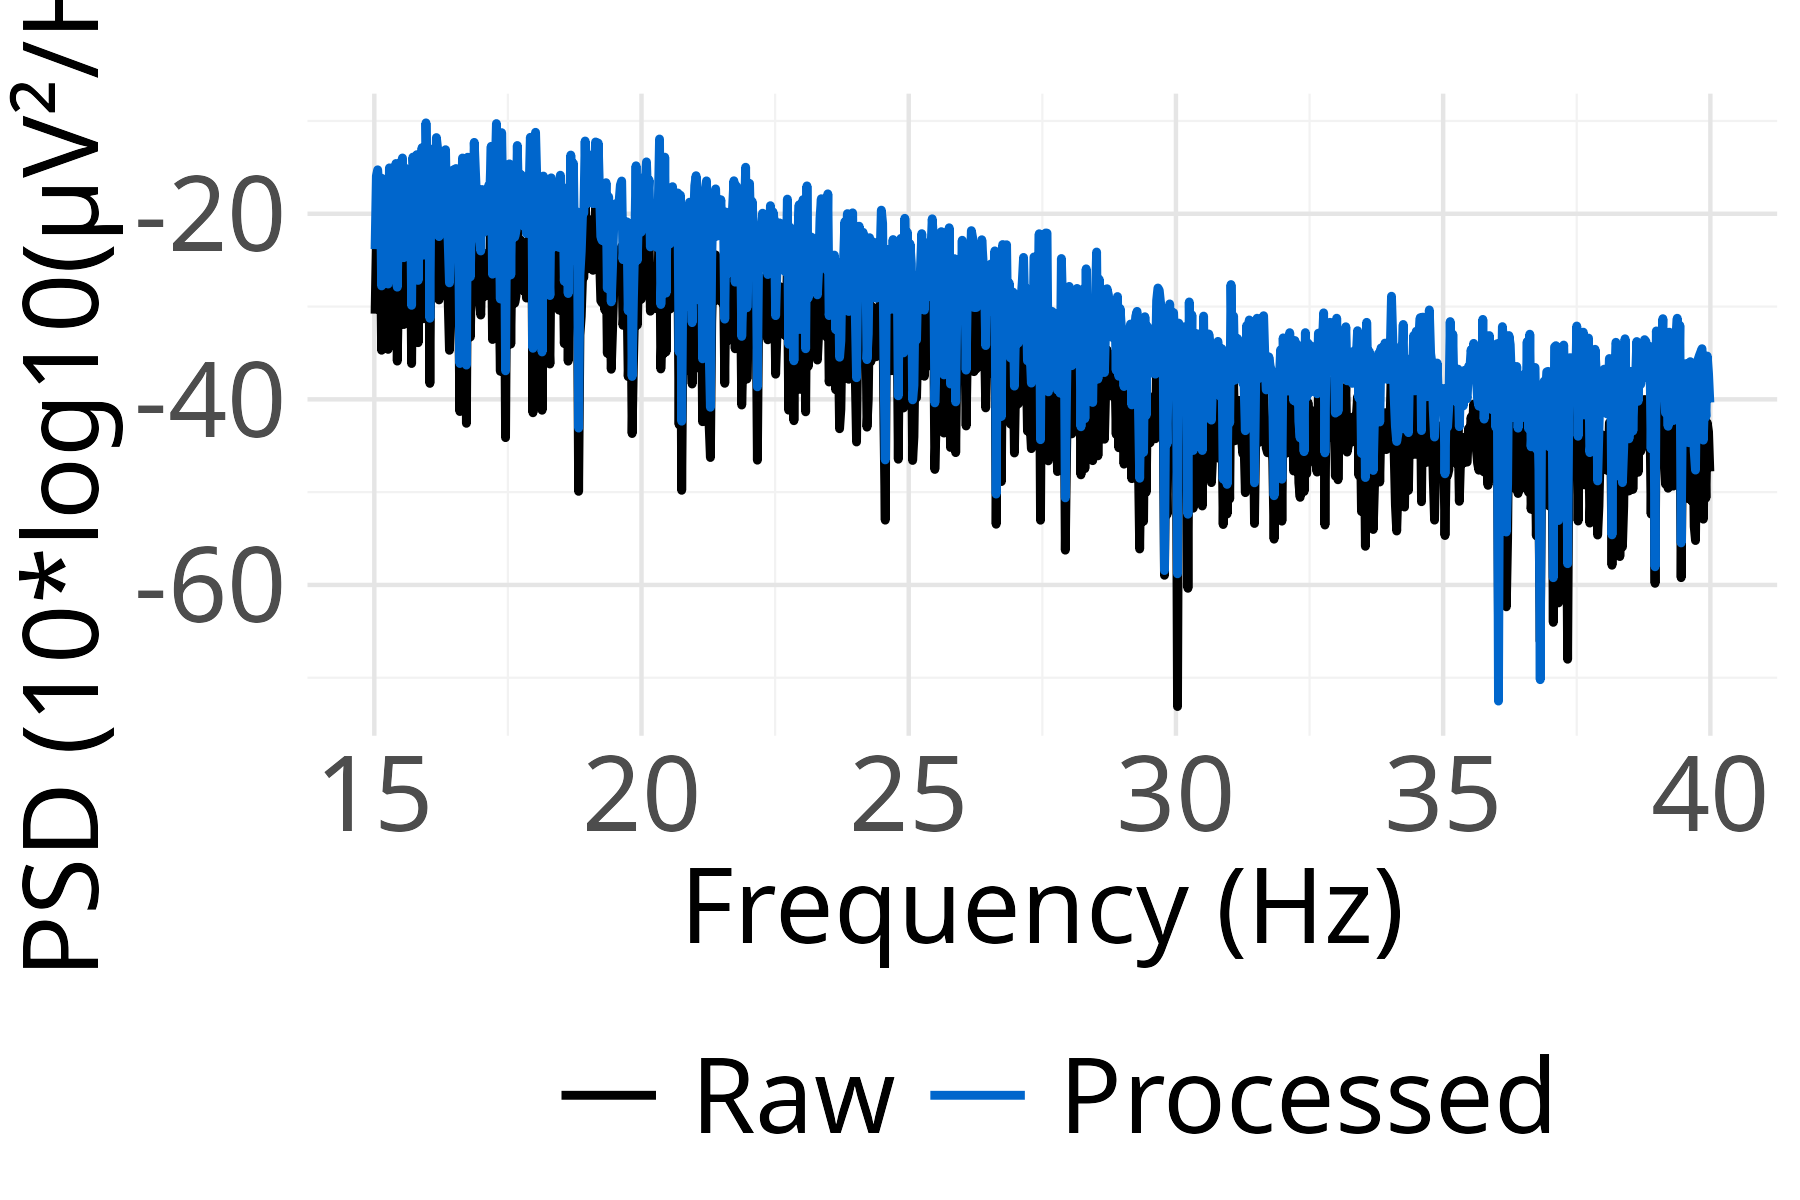 PSD (10*log10(µV²/H
-20
-40
-60
15 20 25 30 35 40
Frequency (Hz)
Raw Processed